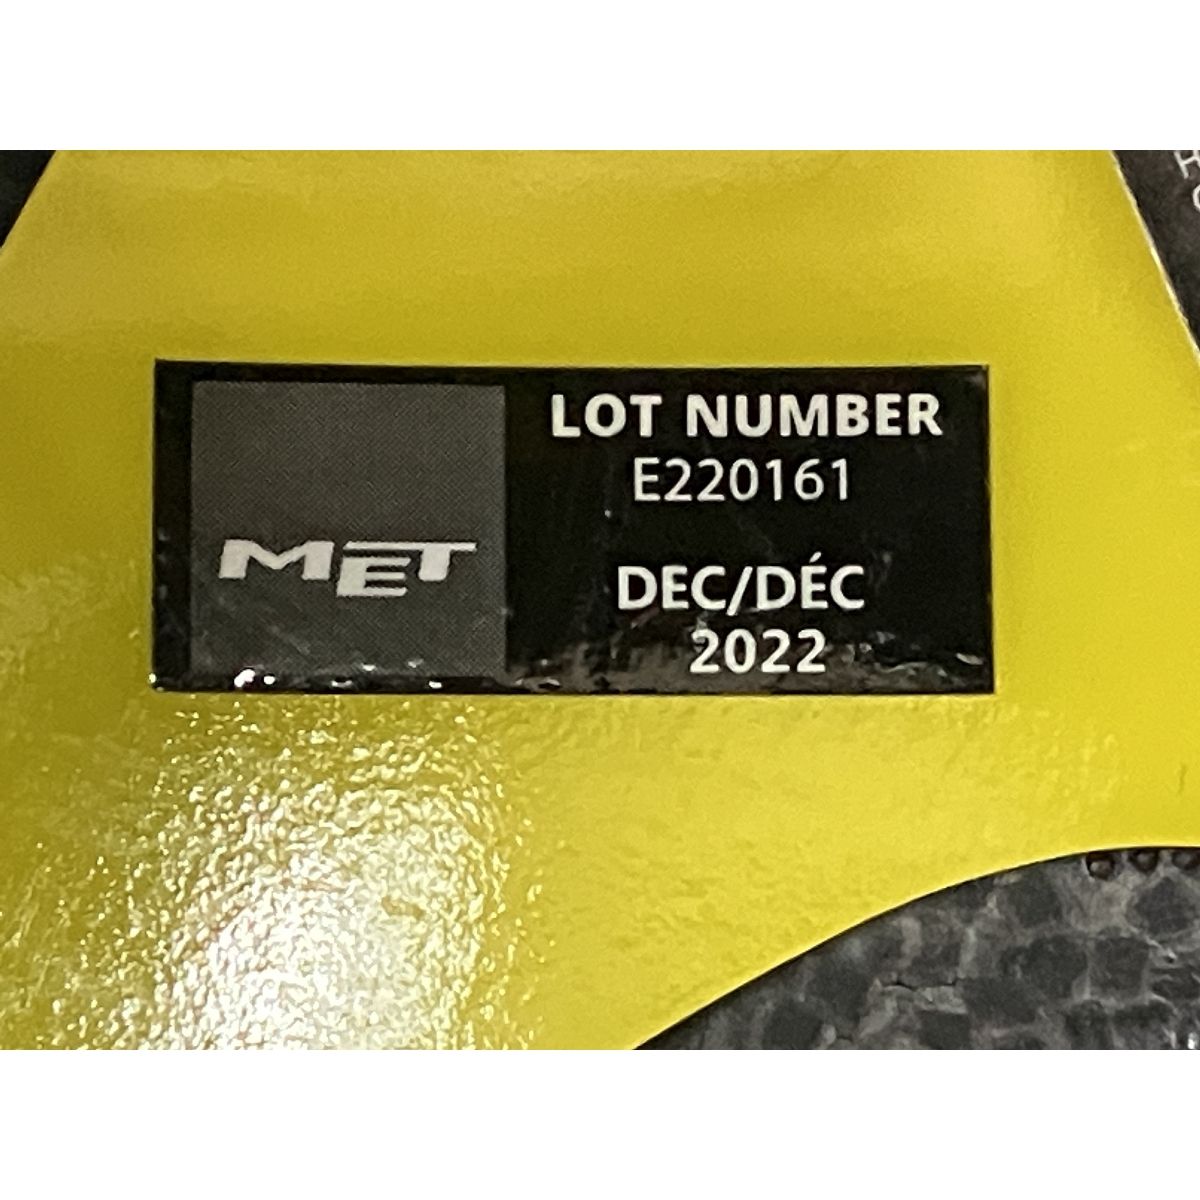 MET
LOT NUMBER
E220161
DEC/DÉC
2022